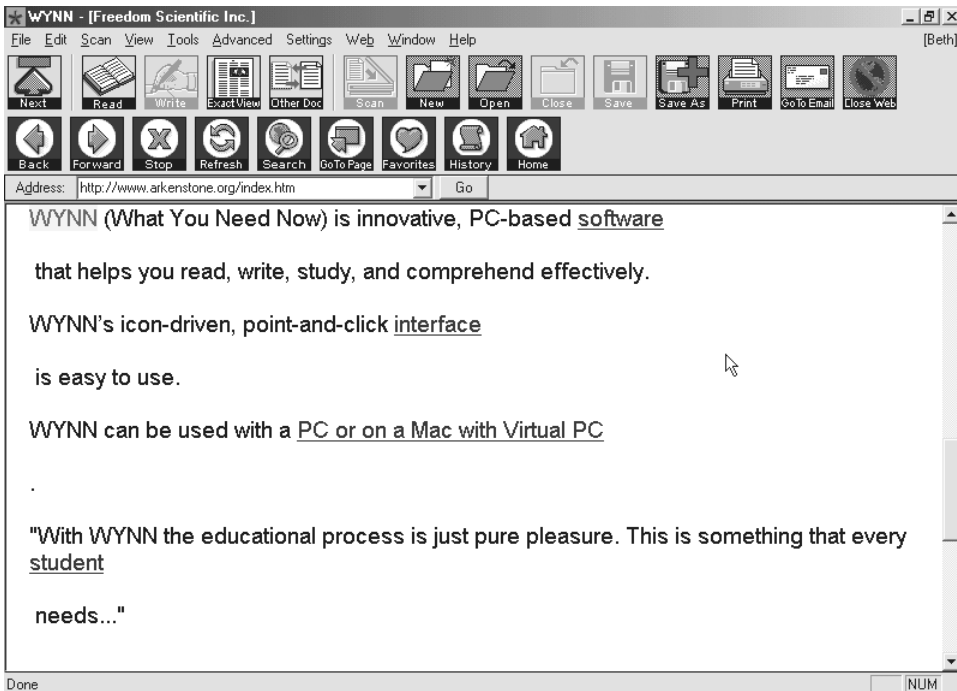 WYNN - [Freedom Scientific Inc.]
File Edit Scan View Tools Advanced Settings Web Window Help [Beth]
Next Read Write ExactView Other Doc Scan New Open Close Save Save As Print GoTo Email Close Web
Back Forward Stop Refresh Search GoTo Page Favorites History Home
Address: http://www.arkenstone.org/index.htm Go
WYNN (What You Need Now) is innovative, PC-based software
that helps you read, write, study, and comprehend effectively.
WYNN's icon-driven, point-and-click interface
is easy to use.
WYNN can be used with a PC or on a Mac with Virtual PC
.
"With WYNN the educational process is just pure pleasure. This is something that every
student
needs..."
Done NUM